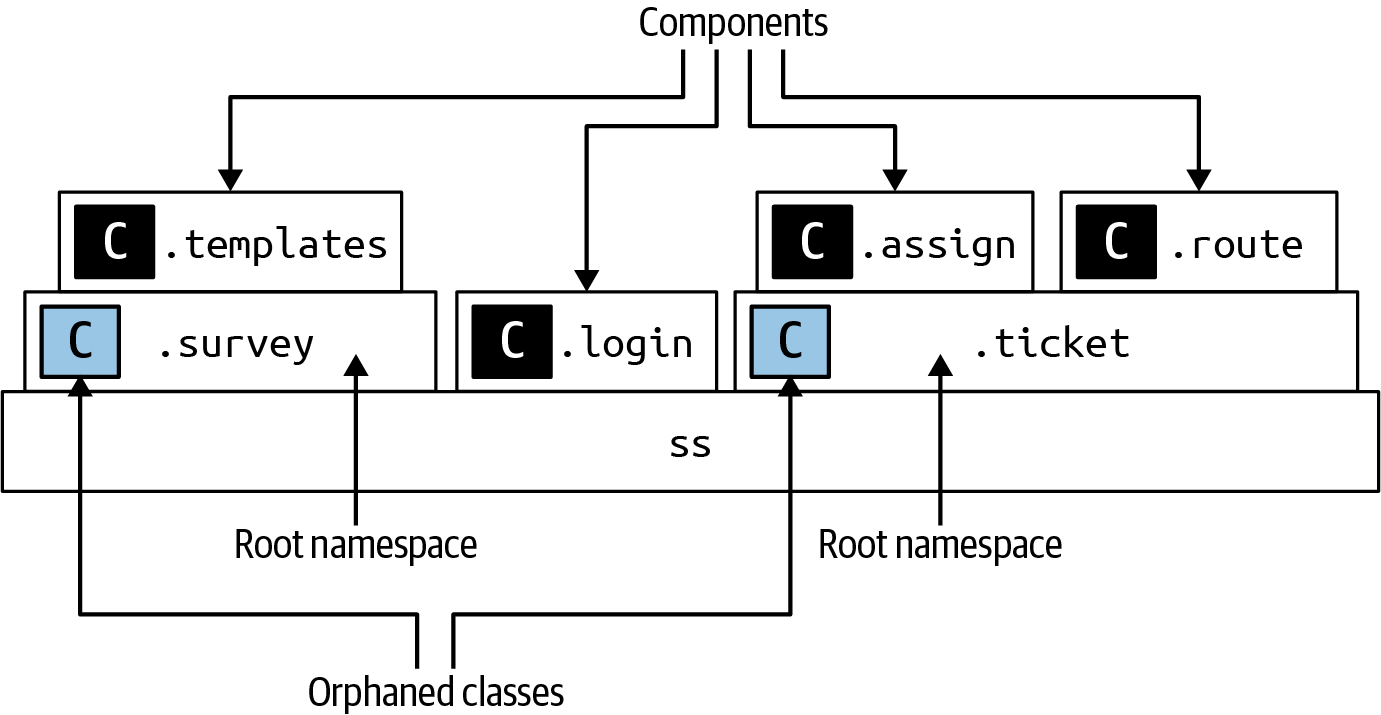 Components
C .templates
C .assign
C .route
C .survey
C .login
C .ticket
ss
Root namespace
Root namespace
Orphaned classes